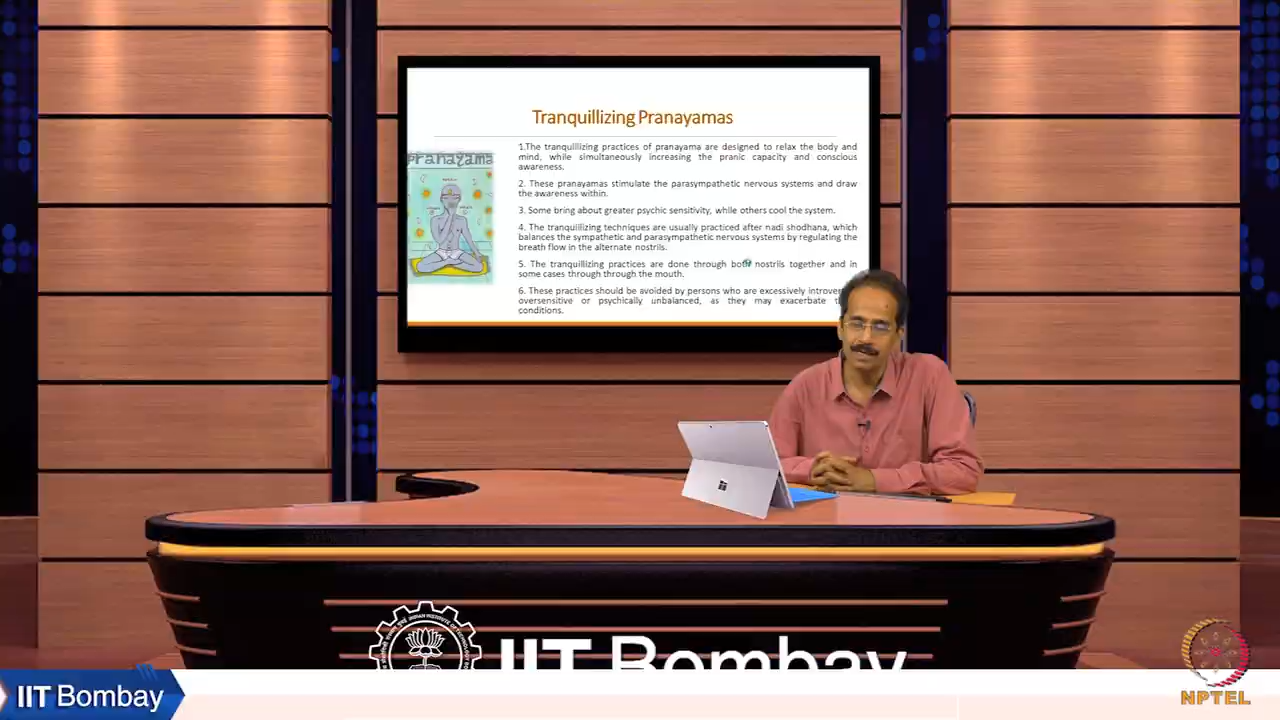 Tranquillizing Pranayamas
pranayama
1.The tranquillizing practices of pranayama are designed to relax the body and
mind, while simultaneously increasing the pranic capacity and conscious
awareness.
2. These pranayamas stimulate the parasympathetic nervous systems and draw
the awareness within.
3. Some bring about greater psychic sensitivity, while others cool the system.
4. The tranquilizing techniques are usually practiced after nadi shodhana, which
balances the sympathetic and parasympathetic nervous systems by regulating the
breath flow in the alternate nostrils.
5. The tranquilizing practices are done through both nostrils together and in
some cases through through the mouth.
6. These practices should be avoided by persons who are excessively
oversensitive or psychically unbalanced, as they may exacerbate
conditions.
IIT Bombay
IIT Bombay
NPTEL